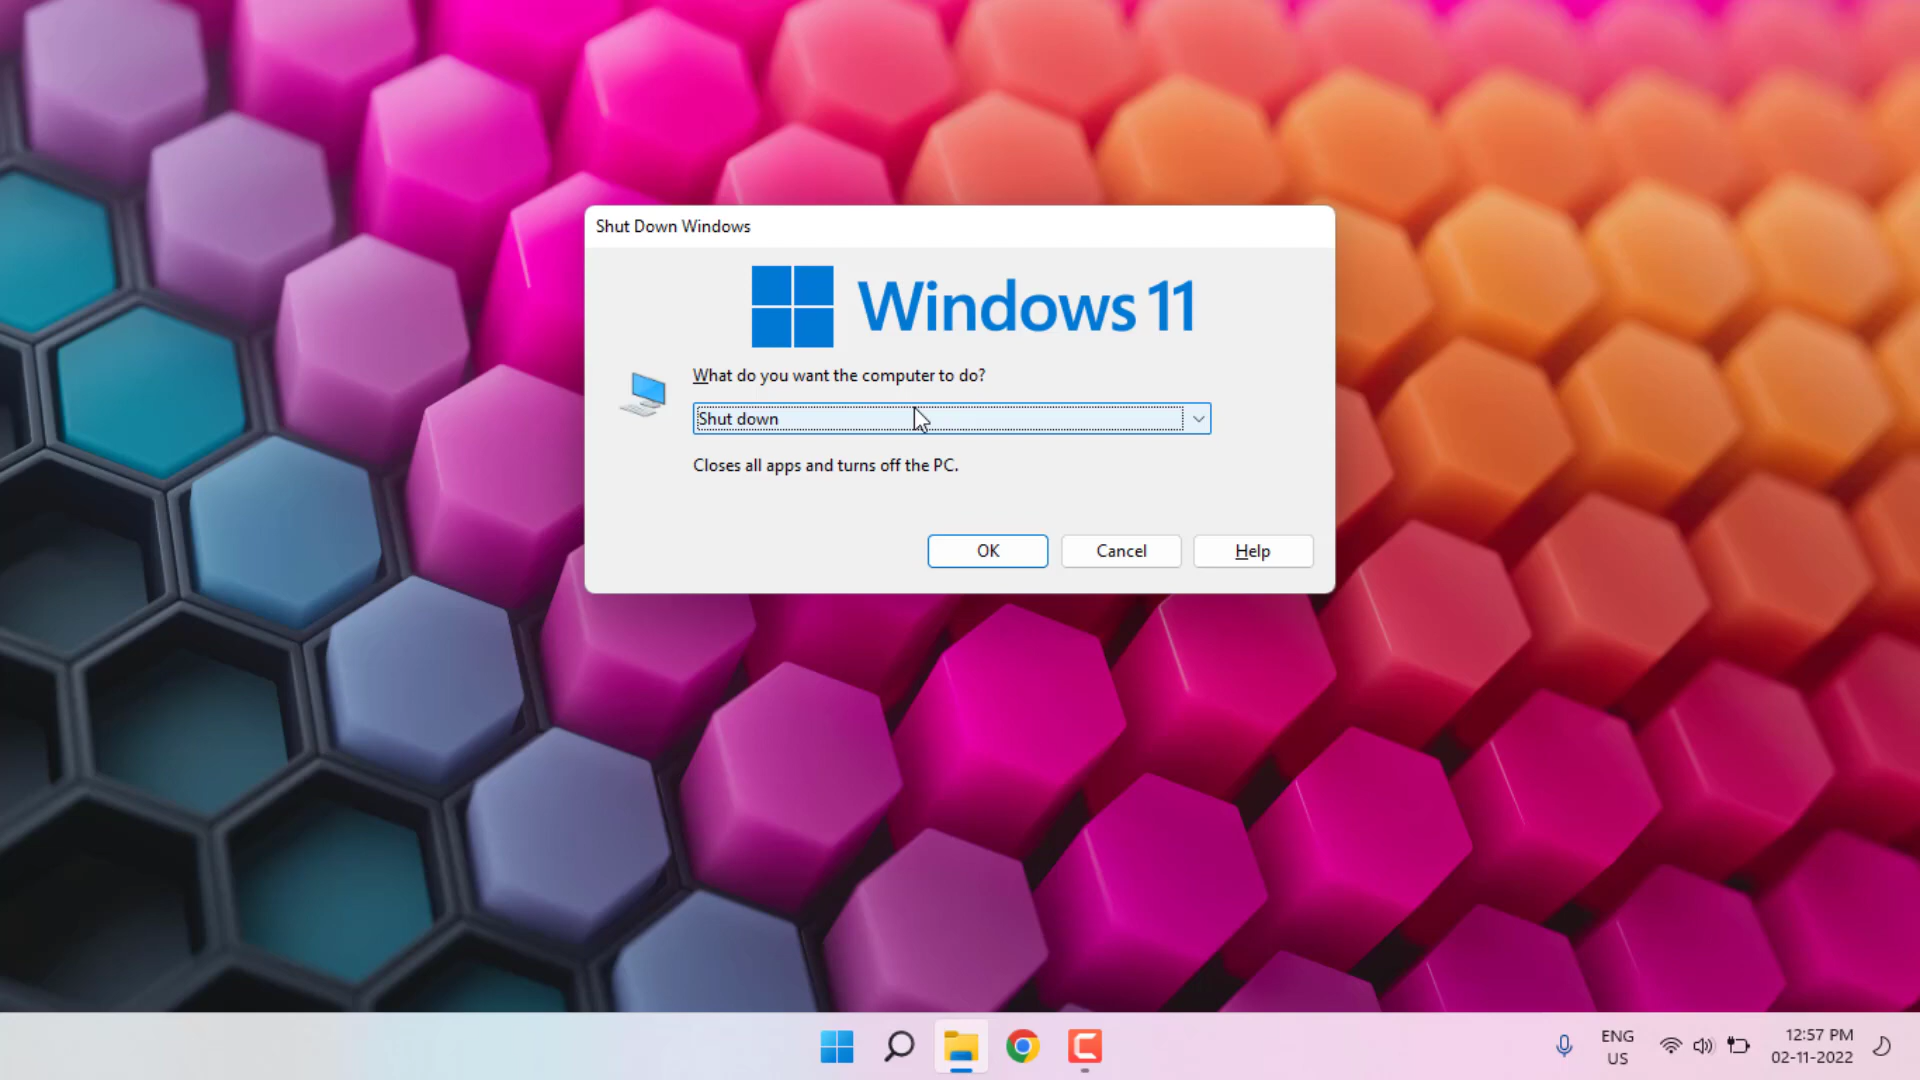 Shut Down Windows
Windows 11
What do you want the computer to do?
Shut down
Closes all apps and turns off the PC.
OK
Cancel
Help
ENG
US
12:57 PM
02-11-2022